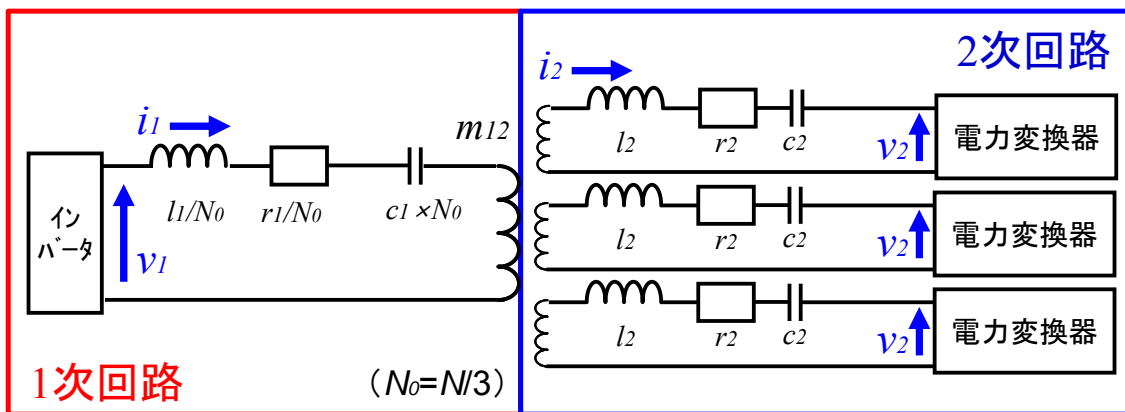 2次回路
i2
i1
m12
l2
r2
c2
v2
電力変換器
イン
バータ
l1/N0
r1/N0
c1×N0
v1
l2
r2
c2
v2
電力変換器
l2
r2
c2
v2
電力変換器
1次回路
（N0=N/3）